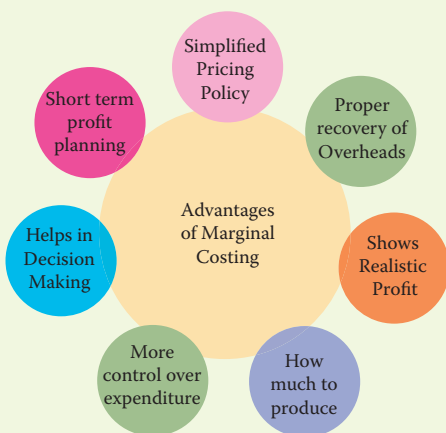 Simplified
Pricing
Policy
Proper
recovery of
Overheads
Shows
Realistic
Profit
How
much to
produce
More
control over
expenditure
Helps in
Decision
Making
Short term
profit
planning
Advantages
of Marginal
Costing